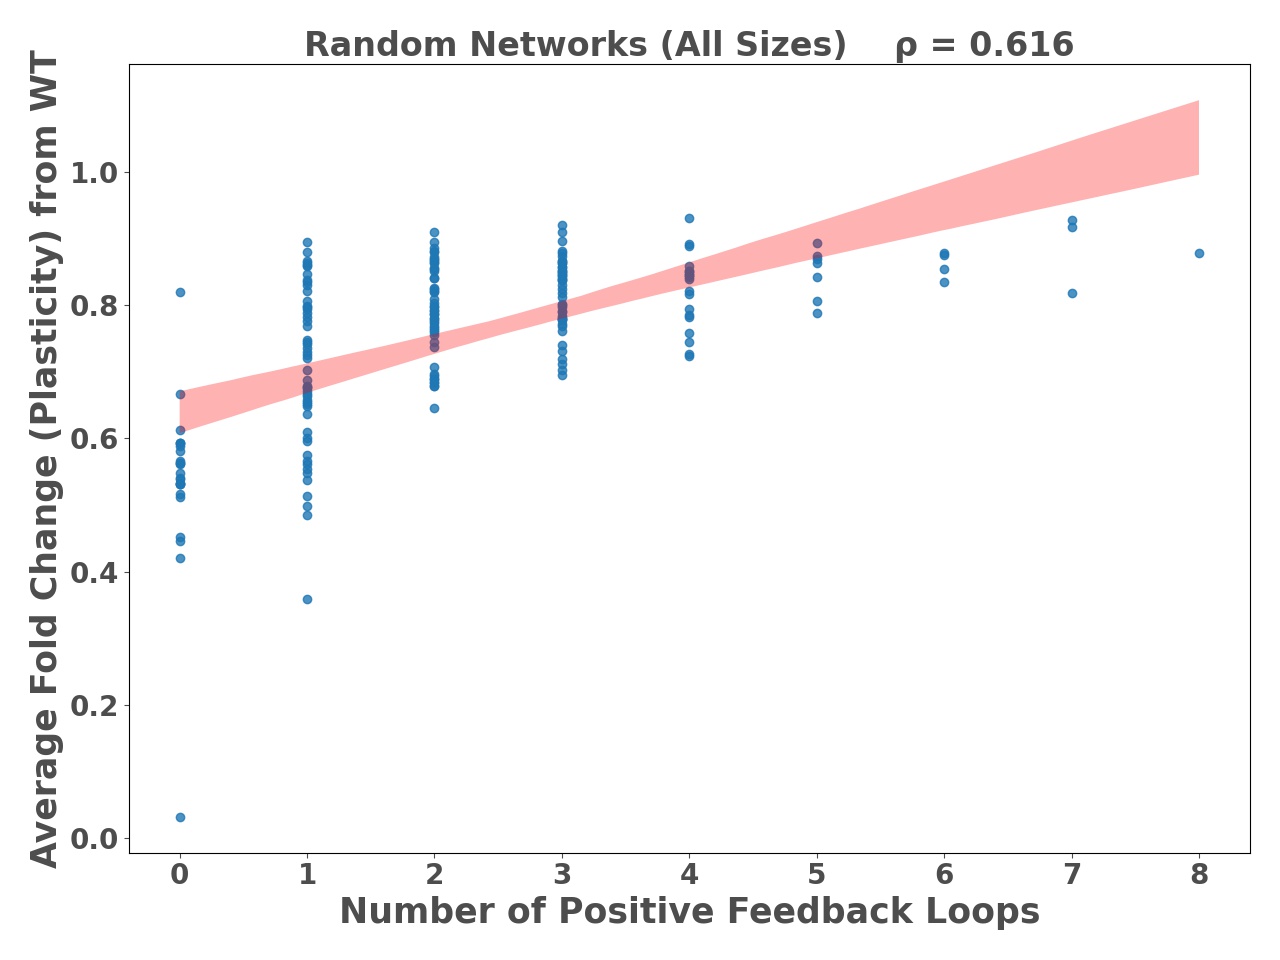 Random Networks (All Sizes) ρ = 0.616
Average Fold Change (Plasticity) from WT
1.0
0.8
0.6
0.4
0.2
0.0
0 1 2 3 4 5 6 7 8
Number of Positive Feedback Loops